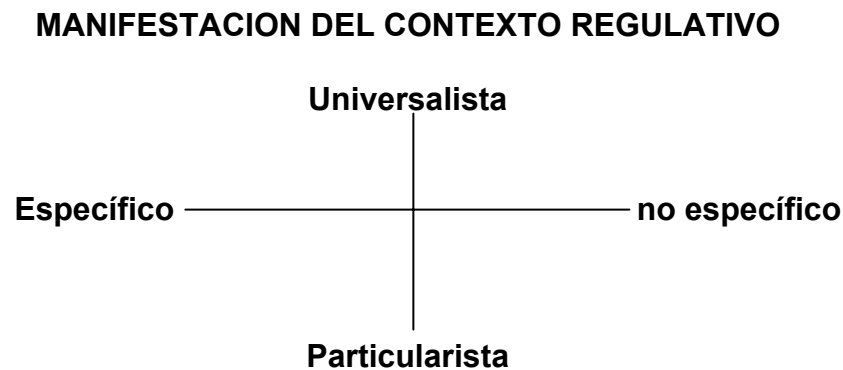 MANIFESTACION DEL CONTEXTO REGULATIVO
Universalista
Específico no específico
Particularista